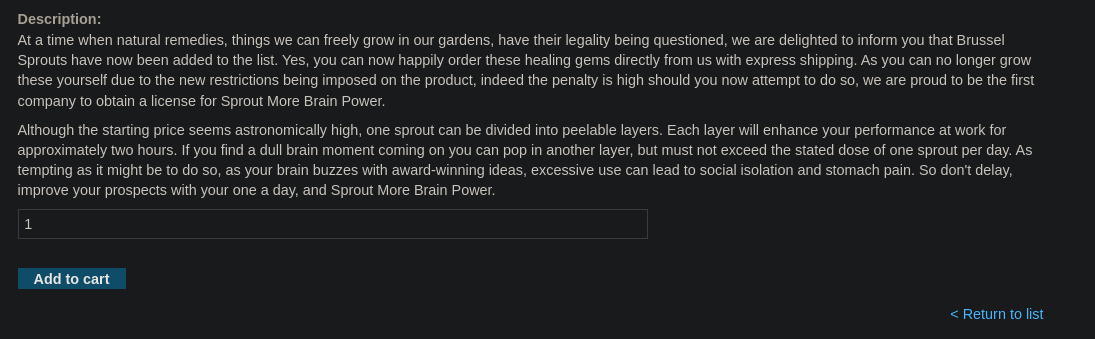 Description:
At a time when natural remedies, things we can freely grow in our gardens, have their legality being questioned, we are delighted to inform you that Brussel
Sprouts have now been added to the list. Yes, you can now happily order these healing gems directly from us with express shipping. As you can no longer grow
these yourself due to the new restrictions being imposed on the product, indeed the penalty is high should you now attempt to do so, we are proud to be the first
company to obtain a license for Sprout More Brain Power.
Although the starting price seems astronomically high, one sprout can be divided into peelable layers. Each layer will enhance your performance at work for
approximately two hours. If you find a dull brain moment coming on you can pop in another layer, but must not exceed the stated dose of one sprout per day. As
tempting as it might be to do so, as your brain buzzes with award-winning ideas, excessive use can lead to social isolation and stomach pain. So don't delay,
improve your prospects with your one a day, and Sprout More Brain Power.
1
Add to cart
< Return to list